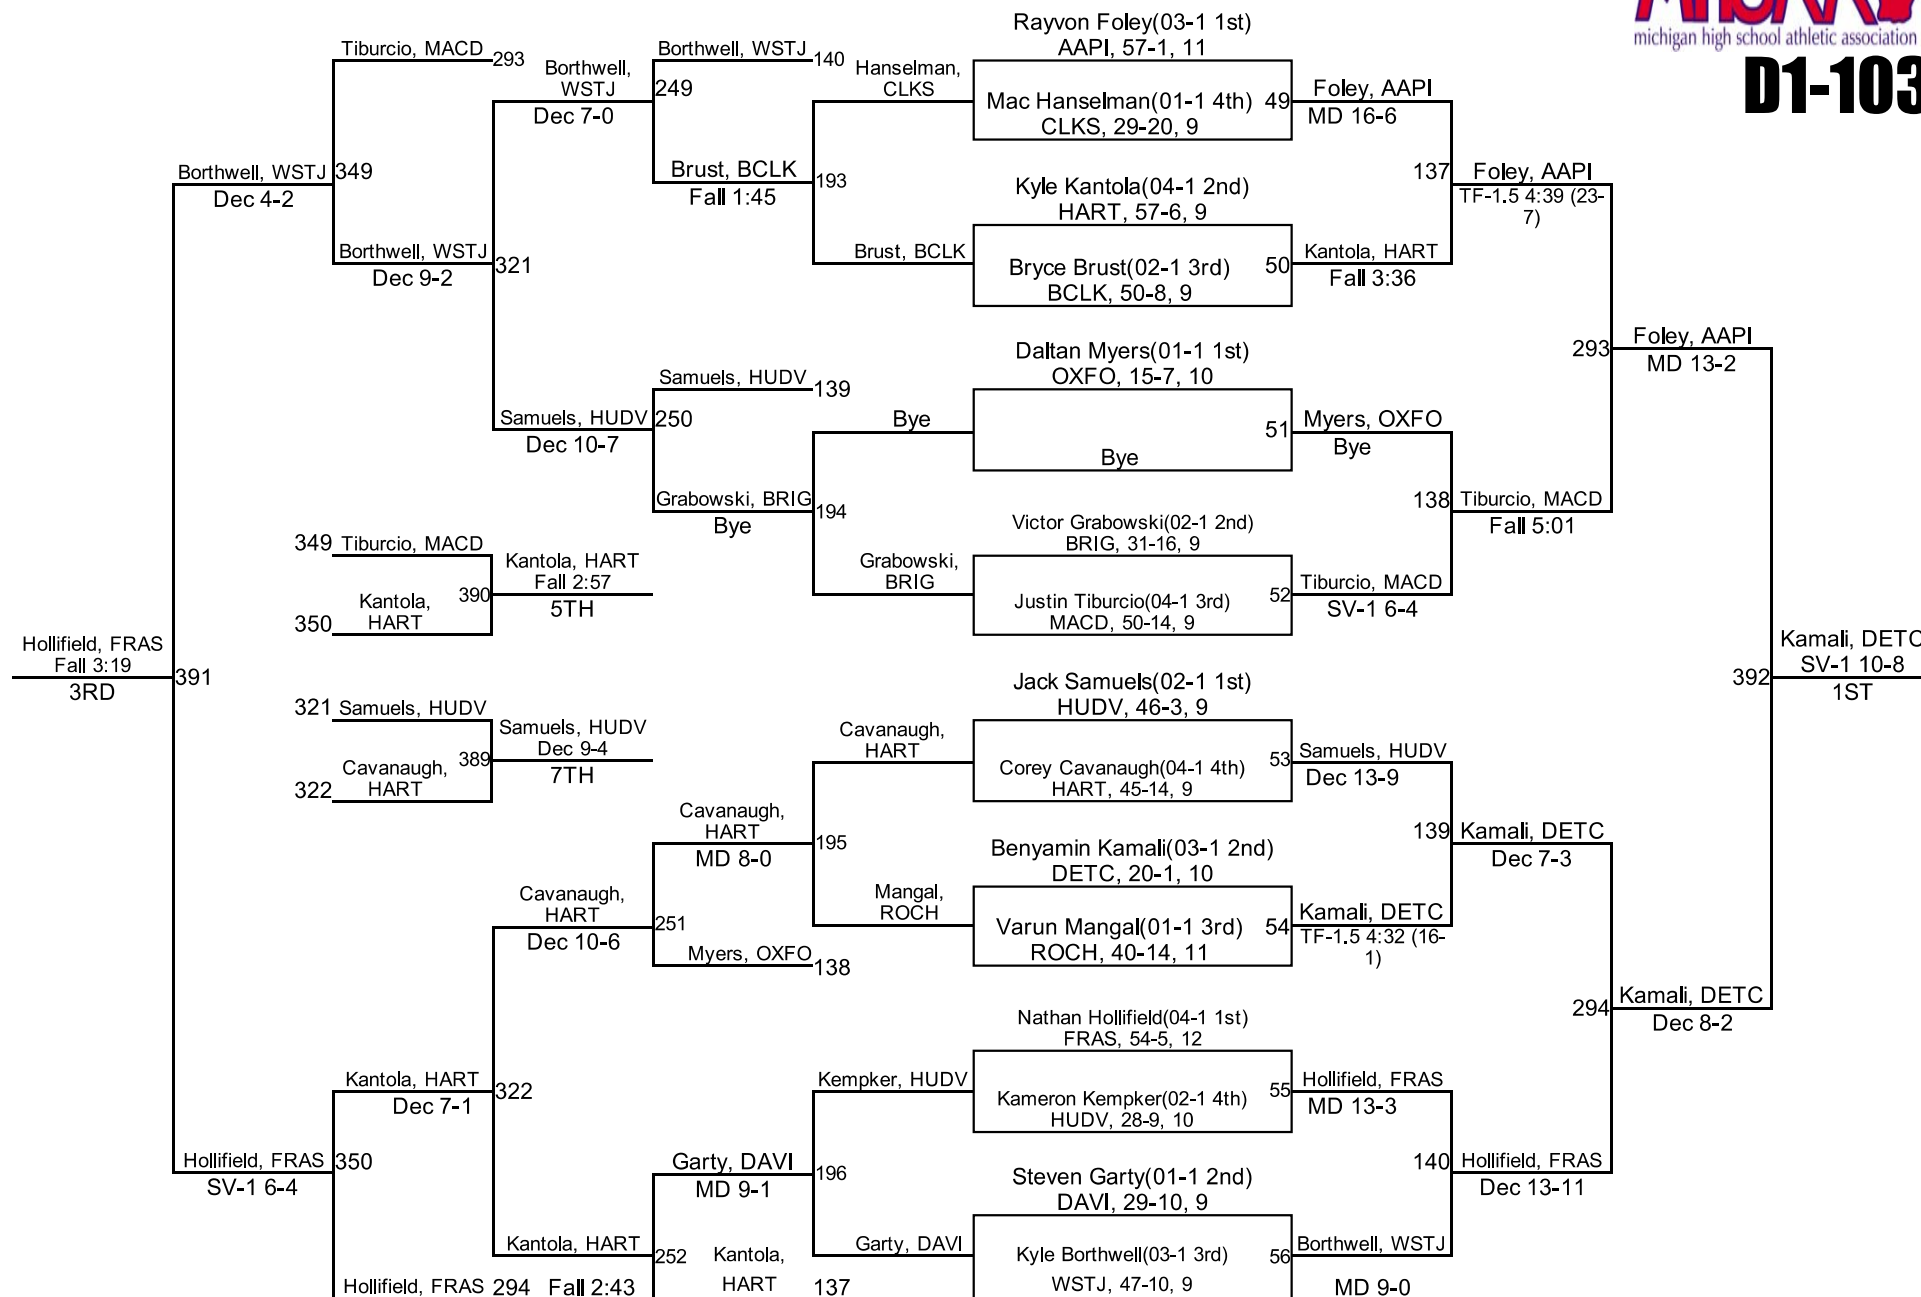 MHSAA
michigan high school athletic association
D1-103
Tiburcio, MACD
293
Borthwell, WSTJ
Dec 4-2
349
Borthwell, WSTJ
Dec 9-2
321
Borthwell,
WSTJ
Dec 7-0
249
Borthwell, WSTJ
140
Brust, BCLK
Fall 1:45
193
Hanselman,
CLKS
Brust, BCLK
Samuels, HUDV
Dec 10-7
250
Samuels, HUDV
139
Grabowski, BRIG
Bye
194
Bye
Grabowski,
BRIG
349 Tiburcio, MACD
350
Kantola,
HART
390
Kantola, HART
Fall 2:57
5TH
Hollifield, FRAS
Fall 3:19
3RD
391
321 Samuels, HUDV
322
Cavanaugh,
HART
389
Samuels, HUDV
Dec 9-4
7TH
Cavanaugh,
HART
Mangal,
ROCH
195
Cavanaugh,
HART
MD 8-0
Cavanaugh,
HART
Dec 10-6
251
Myers, OXFO
138
Kantola, HART
Dec 7-1
322
Hollifield, FRAS
SV-1 6-4
350
Kempker, HUDV
Garty, DAVI
MD 9-1
196
Garty, DAVI
Kantola, HART
Fall 2:43
252
Kantola,
HART
137
Hollifield, FRAS 294
Rayvon Foley(03-1 1st)
AAPI, 57-1, 11
Mac Hanselman(01-1 4th)
CLKS, 29-20, 9
49
Foley, AAPI
MD 16-6
Kyle Kantola(04-1 2nd)
HART, 57-6, 9
Bryce Brust(02-1 3rd)
BCLK, 50-8, 9
50
Kantola, HART
Fall 3:36
137
Foley, AAPI
TF-1.5 4:39 (23-
7)
Daltan Myers(01-1 1st)
OXFO, 15-7, 10
Bye
51
Myers, OXFO
Bye
Victor Grabowski(02-1 2nd)
BRIG, 31-16, 9
Justin Tiburcio(04-1 3rd)
MACD, 50-14, 9
52
Tiburcio, MACD
SV-1 6-4
138
Tiburcio, MACD
Fall 5:01
293
Foley, AAPI
MD 13-2
Jack Samuels(02-1 1st)
HUDV, 46-3, 9
Corey Cavanaugh(04-1 4th)
HART, 45-14, 9
53
Samuels, HUDV
Dec 13-9
Benyamin Kamali(03-1 2nd)
DETC, 20-1, 10
Varun Mangal(01-1 3rd)
ROCH, 40-14, 11
54
Kamali, DETC
TF-1.5 4:32 (16-
1)
139
Kamali, DETC
Dec 7-3
Nathan Hollifield(04-1 1st)
FRAS, 54-5, 12
Kameron Kempker(02-1 4th)
HUDV, 28-9, 10
55
Hollifield, FRAS
MD 13-3
Steven Garty(01-1 2nd)
DAVI, 29-10, 9
Kyle Borthwell(03-1 3rd)
WSTJ, 47-10, 9
56
Borthwell, WSTJ
MD 9-0
140
Hollifield, FRAS
Dec 13-11
294
Kamali, DETC
Dec 8-2
392
Kamali, DETC
SV-1 10-8
1ST